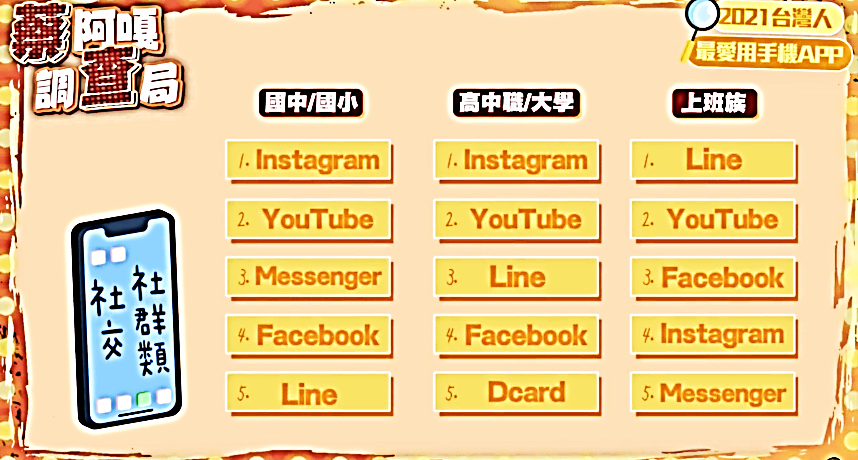 蔡阿嘎
調查局
2021台灣人
最愛用手機APP
社群類
社交
國中/國小
1. Instagram
2. YouTube
3. Messenger
4. Facebook
5. Line
高中職/大學
1. Instagram
2. YouTube
3. Line
4. Facebook
5. Dcard
上班族
1. Line
2. YouTube
3. Facebook
4. Instagram
5. Messenger